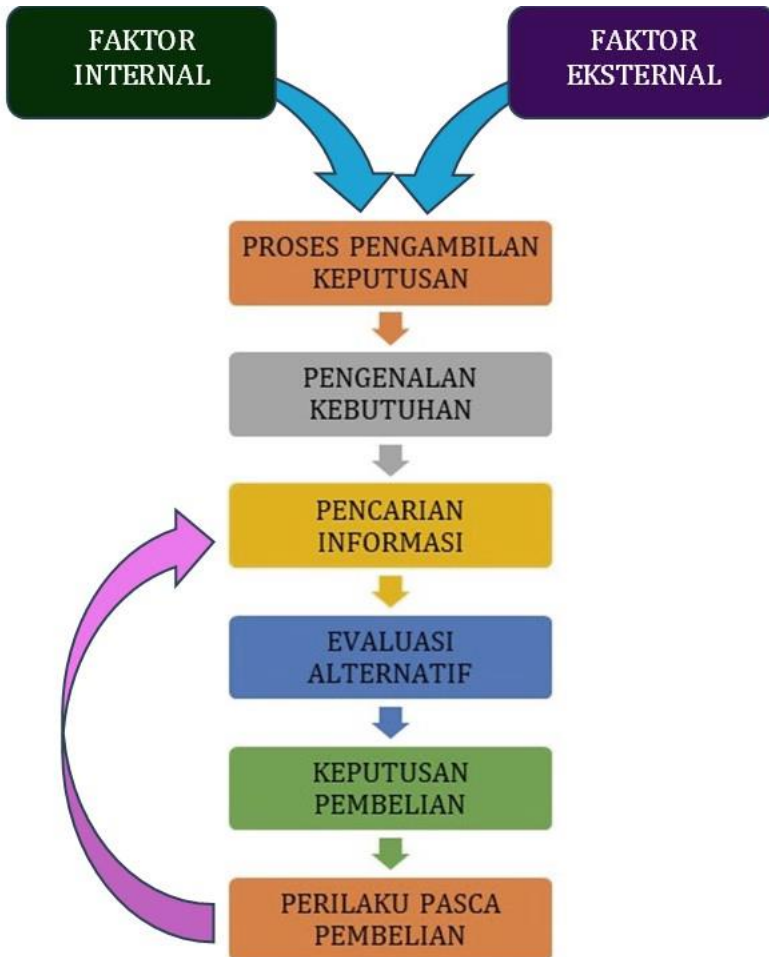 FAKTOR
INTERNAL
FAKTOR
EKSTERNAL
PROSES PENGAMBILAN
KEPUTUSAN
PENGENALAN
KEBUTUHAN
PENCARIAN
INFORMASI
EVALUASI
ALTERNATIF
KEPUTUSAN
PEMBELIAN
PERILAKU PASCA
PEMBELIAN